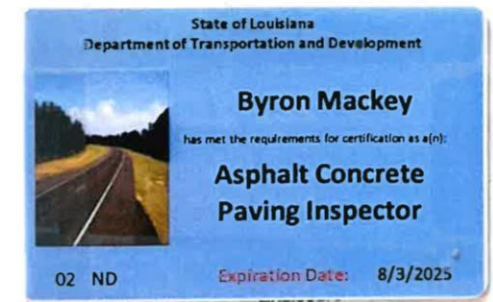 State of Louisiana
Department of Transportation and Development
Byron Mackey
has met the requirements for certification as a(n):
Asphalt Concrete
Paving Inspector
02 ND
Expiration Date: 8/3/2025